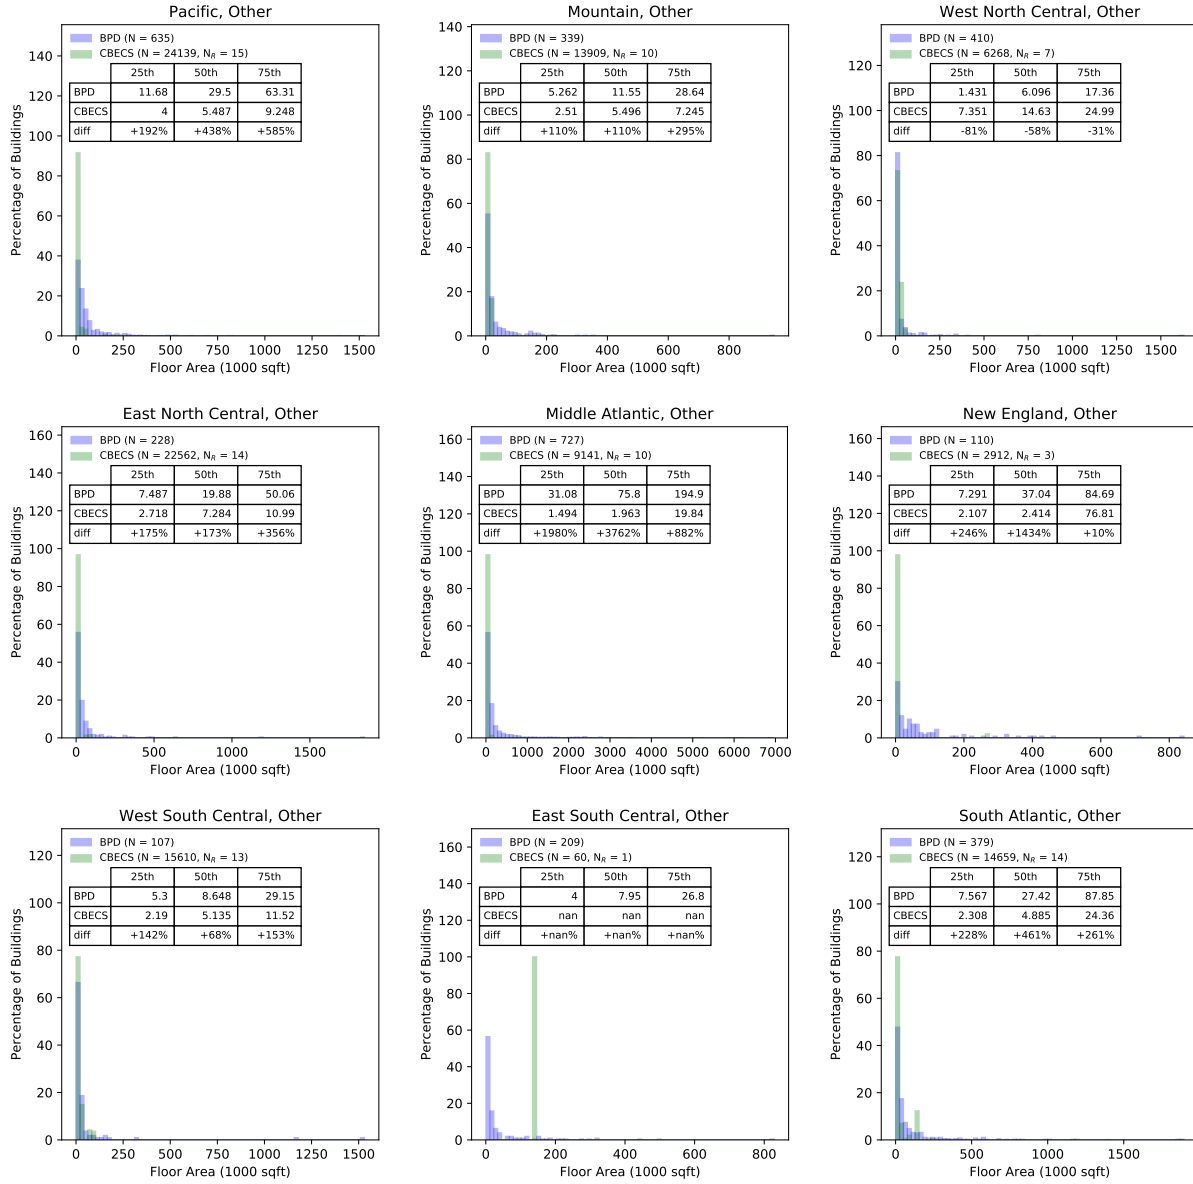 Pacific, Other
BPD (N = 635)
CBECS (N = 24139, N_R = 15)
25th 50th 75th
BPD 11.68 29.5 63.31
CBECS 4 5.487 9.248
diff +192% +438% +585%
Percentage of Buildings
140
120
100
80
60
40
20
0
0 250 500 750 1000 1250 1500
Floor Area (1000 sqft)
Mountain, Other
BPD (N = 339)
CBECS (N = 13909, N_R = 10)
25th 50th 75th
BPD 5.262 11.55 28.64
CBECS 2.51 5.496 7.245
diff +110% +110% +295%
Percentage of Buildings
140
120
100
80
60
40
20
0
0 200 400 600 800
Floor Area (1000 sqft)
West North Central, Other
BPD (N = 410)
CBECS (N = 6268, N_R = 7)
25th 50th 75th
BPD 1.431 6.096 17.36
CBECS 7.351 14.63 24.99
diff -81% -58% -31%
Percentage of Buildings
120
100
80
60
40
20
0
0 250 500 750 1000 1250 1500
Floor Area (1000 sqft)
East North Central, Other
BPD (N = 228)
CBECS (N = 22562, N_R = 14)
25th 50th 75th
BPD 7.487 19.88 50.06
CBECS 2.718 7.284 10.99
diff +175% +173% +356%
Percentage of Buildings
160
140
120
100
80
60
40
20
0
0 500 1000 1500
Floor Area (1000 sqft)
Middle Atlantic, Other
BPD (N = 727)
CBECS (N = 9141, N_R = 10)
25th 50th 75th
BPD 31.08 75.8 194.9
CBECS 1.494 1.963 19.84
diff +1980% +3762% +882%
Percentage of Buildings
160
140
120
100
80
60
40
20
0
0 1000 2000 3000 4000 5000 6000 7000
Floor Area (1000 sqft)
New England, Other
BPD (N = 110)
CBECS (N = 2912, N_R = 3)
25th 50th 75th
BPD 7.291 37.04 84.69
CBECS 2.107 2.414 76.81
diff +246% +1434% +10%
Percentage of Buildings
160
140
120
100
80
60
40
20
0
0 200 400 600 800
Floor Area (1000 sqft)
West South Central, Other
BPD (N = 107)
CBECS (N = 15610, N_R = 13)
25th 50th 75th
BPD 5.3 8.648 29.15
CBECS 2.19 5.135 11.52
diff +142% +68% +153%
Percentage of Buildings
120
100
80
60
40
20
0
0 250 500 750 1000 1250 1500
Floor Area (1000 sqft)
East South Central, Other
BPD (N = 209)
CBECS (N = 60, N_R = 1)
25th 50th 75th
BPD 4 7.95 26.8
CBECS nan nan nan
diff +nan% +nan% +nan%
Percentage of Buildings
160
140
120
100
80
60
40
20
0
0 200 400 600 800
Floor Area (1000 sqft)
South Atlantic, Other
BPD (N = 379)
CBECS (N = 14659, N_R = 14)
25th 50th 75th
BPD 7.567 27.42 87.85
CBECS 2.308 4.885 24.36
diff +228% +461% +261%
Percentage of Buildings
120
100
80
60
40
20
0
0 500 1000 1500
Floor Area (1000 sqft)